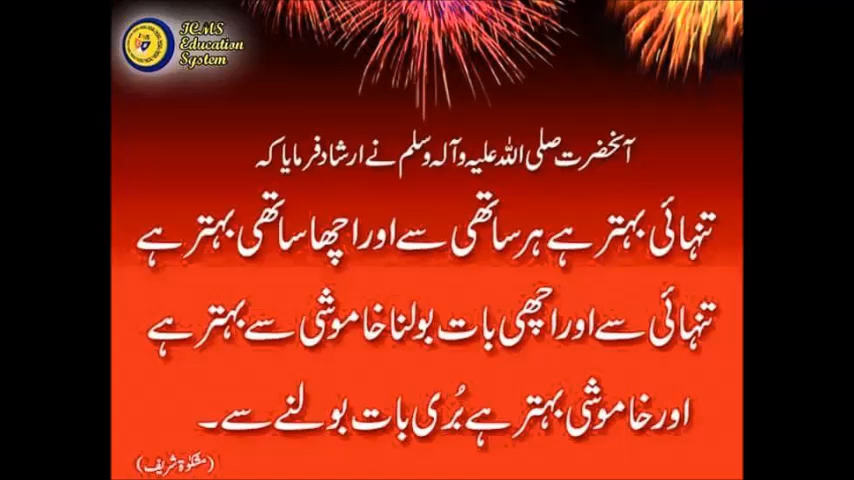 ICMS
Education
System
آنحضرت صلی اللہ علیہ وآلہ وسلم نے ارشاد فرمایا کہ
تنہائی بہتر ہے ہر ساتھی سے اور اچھا ساتھی بہتر ہے
تنہائی سے اور اچھی بات بولنا خاموشی سے بہتر ہے
اور خاموشی بہتر ہے بُری بات بولنے سے۔
(مشکوٰۃ شریف)